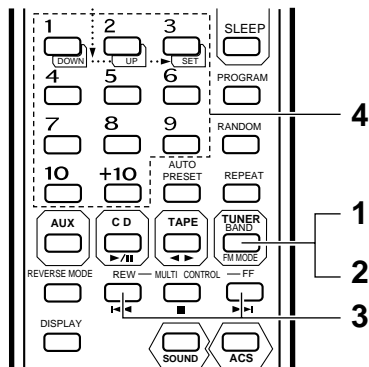 1 2 3 SLEEP
DOWN UP SET
4 5 6 PROGRAM
4
7 8 9 RANDOM
10 +10 AUTO PRESET REPEAT
AUX CD TAPE TUNER BAND
1
FM MODE
2
REVERSE MODE REW MULTI CONTROL FF
3
DISPLAY
SOUND ACS